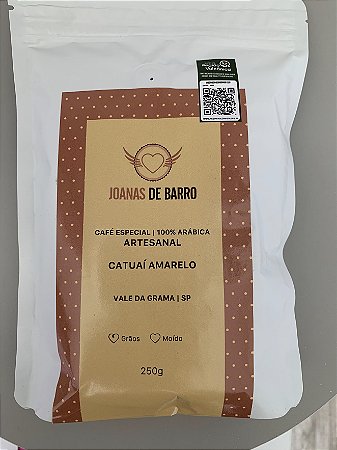 JOANAS DE BARRO
CAFÉ ESPECIAL | 100% ARÁBICA
ARTESANAL
CATUAÍ AMARELO
VALE DA GRAMA | SP
Grãos Moído
250g